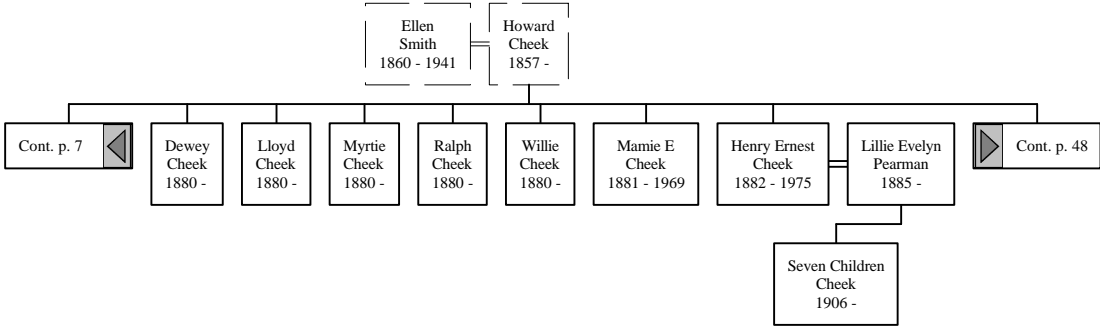 Ellen
Smith
1860 - 1941
Howard
Cheek
1857 -
Cont. p. 7
Dewey
Cheek
1880 -
Lloyd
Cheek
1880 -
Myrtie
Cheek
1880 -
Ralph
Cheek
1880 -
Willie
Cheek
1880 -
Mamie E
Cheek
1881 - 1969
Henry Ernest
Cheek
1882 - 1975
Lillie Evelyn
Pearman
1885 -
Cont. p. 48
Seven Children
Cheek
1906 -